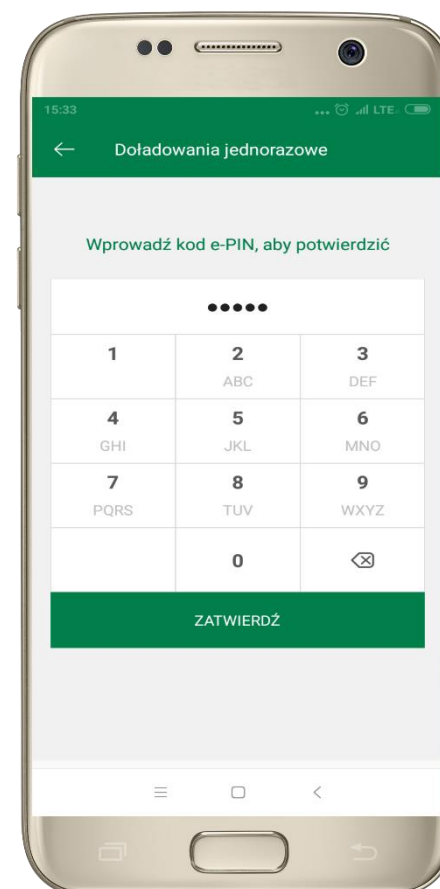 15:33 ... LTE
Doładowania jednorazowe
Wprowadź kod e-PIN, aby potwierdzić
•••••
1 2 3
ABC DEF
4 5 6
GHI JKL MNO
7 8 9
PQRS TUV WXYZ
0
ZATWIERDŹ